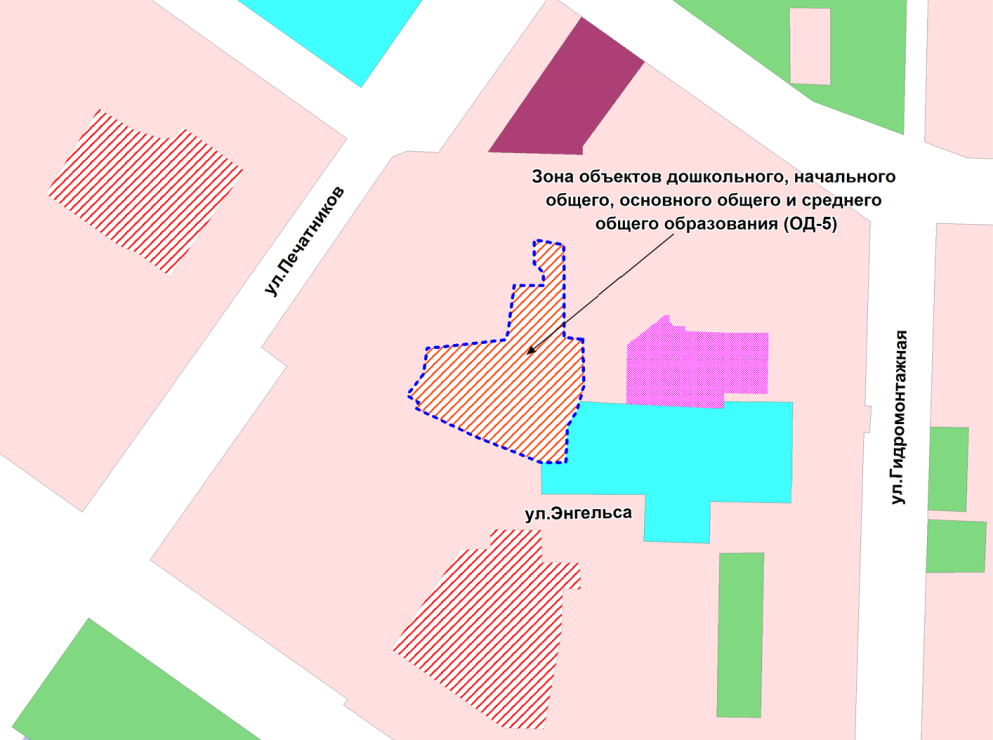 Зона объектов дошкольного, начального
общего, основного общего и среднего
общего образования (ОД-5)
ул.Печатников
ул.Гидромонтажная
ул.Энгельса